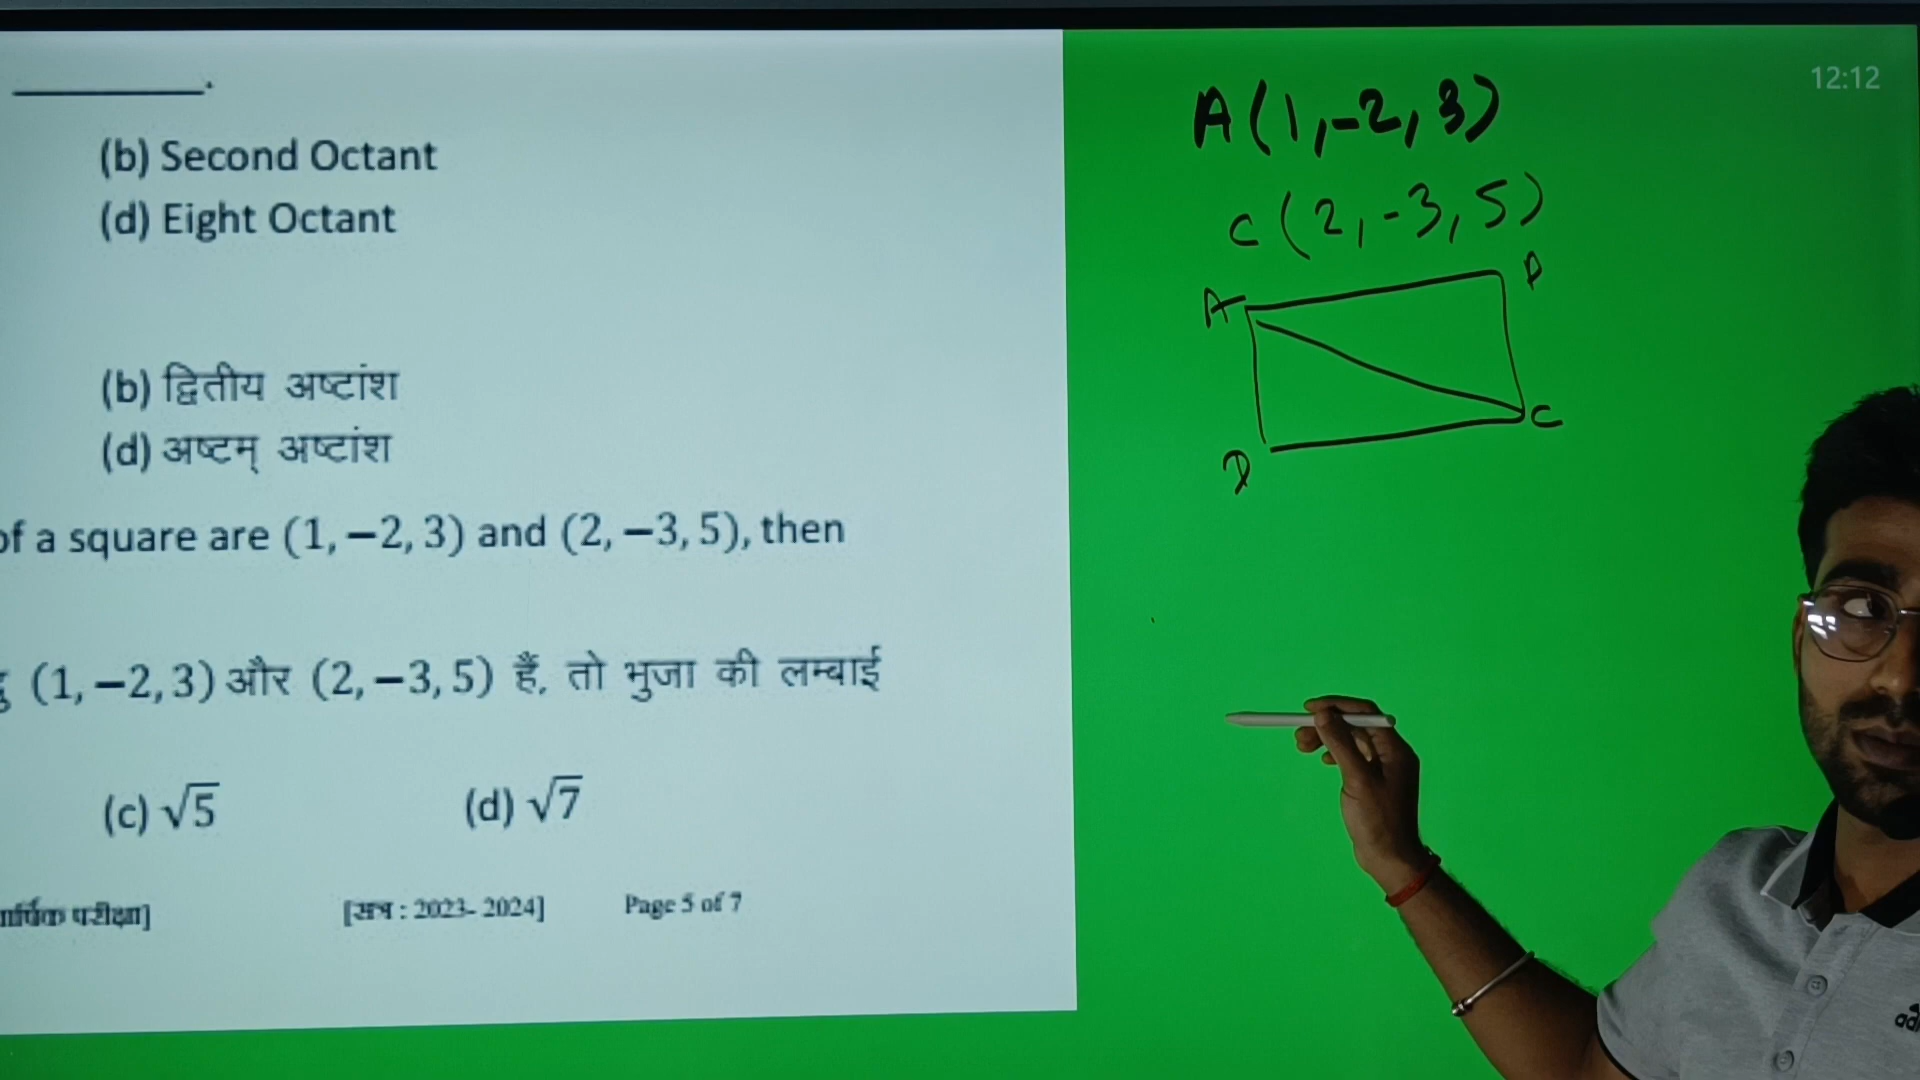 (b) Second Octant
(d) Eight Octant
(b) द्वितीय अष्टांश
(d) अष्टम् अष्टांश
of a square are (1, −2, 3) and (2, −3, 5), then
(1, −2, 3) और (2, −3, 5) हैं, तो भुजा की लम्बाई
(c) √5 (d) √7
परीक्षा] [सत्र : 2023- 2024] Page 5 of 7
12:12
A(1,-2,3)
C(2,-3,5)
A
C
D